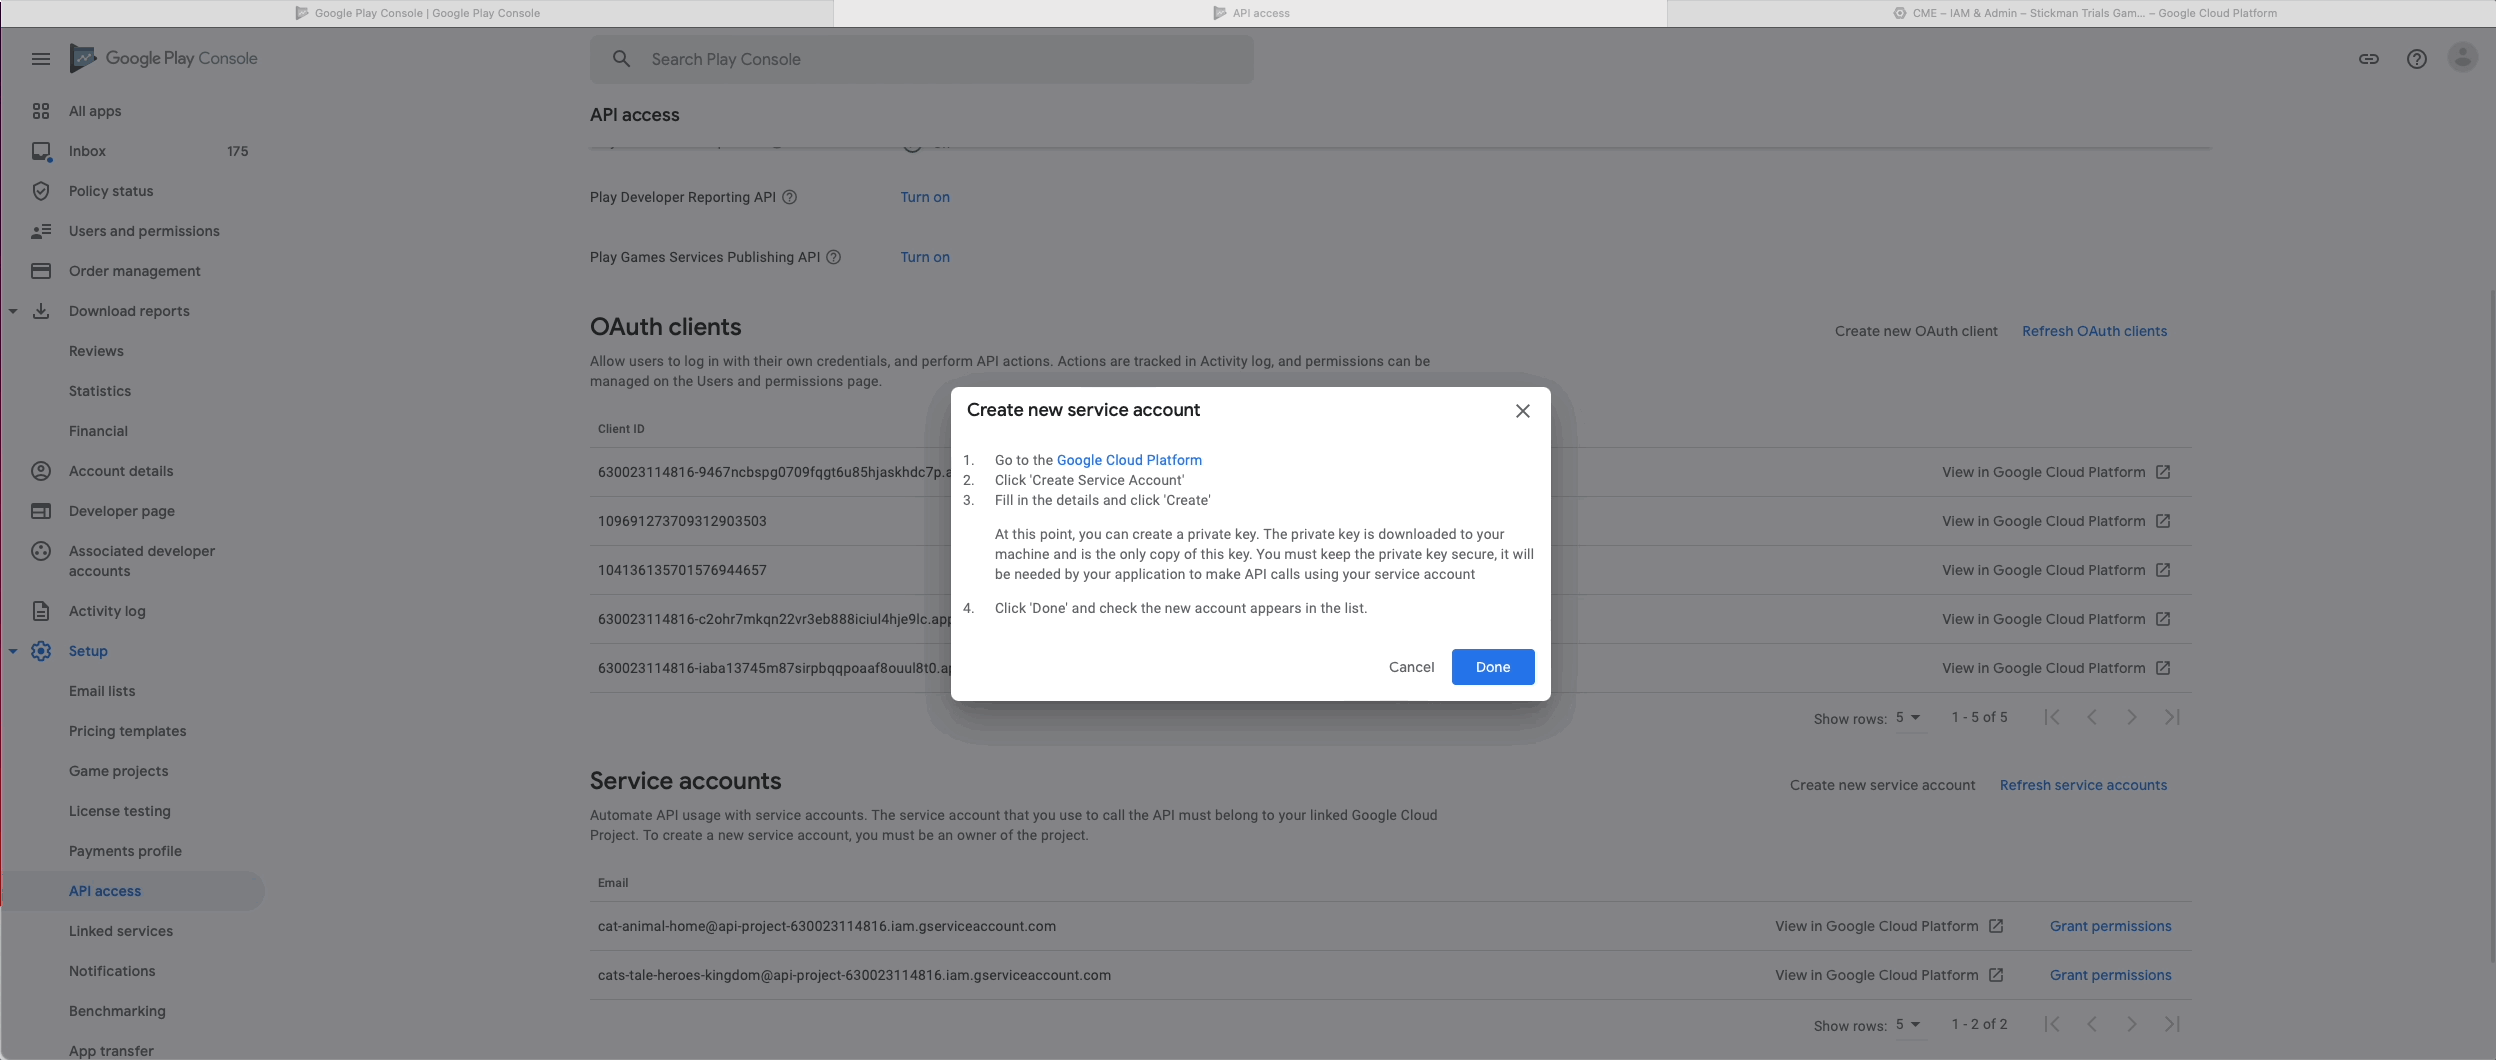 Google Play Console | Google Play Console
API access
CME – IAM & Admin – Stickman Trials Gam... – Google Cloud Platform
Google Play Console
Search Play Console
All apps
Inbox 175
Policy status
Users and permissions
Order management
Download reports
Reviews
Statistics
Financial
Account details
Developer page
Associated developer
accounts
Activity log
Setup
Email lists
Pricing templates
Game projects
License testing
Payments profile
API access
Linked services
Notifications
Benchmarking
App transfer
API access
Play Developer Reporting API Turn on
Play Games Services Publishing API Turn on
OAuth clients
Create new OAuth client Refresh OAuth clients
Allow users to log in with their own credentials, and perform API actions. Actions are tracked in Activity log, and permissions can be
managed on the Users and permissions page.
Client ID
630023114816-9467ncbspg0709fqgt6u85hjaskhdc7p.a View in Google Cloud Platform
109691273709312903503 View in Google Cloud Platform
104136135701576944657 View in Google Cloud Platform
630023114816-c2ohr7mkqn22vr3eb888iciul4hje9lc.app View in Google Cloud Platform
630023114816-iaba13745m87sirpbqqpoaaf8ouul8t0.ap View in Google Cloud Platform
Show rows: 5 1 - 5 of 5
Create new service account
1. Go to the Google Cloud Platform
2. Click 'Create Service Account'
3. Fill in the details and click 'Create'
At this point, you can create a private key. The private key is downloaded to your
machine and is the only copy of this key. You must keep the private key secure, it will
be needed by your application to make API calls using your service account
4. Click 'Done' and check the new account appears in the list.
Cancel Done
Service accounts
Create new service account Refresh service accounts
Automate API usage with service accounts. The service account that you use to call the API must belong to your linked Google Cloud
Project. To create a new service account, you must be an owner of the project.
Email
cat-animal-home@api-project-630023114816.iam.gserviceaccount.com View in Google Cloud Platform Grant permissions
cats-tale-heroes-kingdom@api-project-630023114816.iam.gserviceaccount.com View in Google Cloud Platform Grant permissions
Show rows: 5 1 - 2 of 2